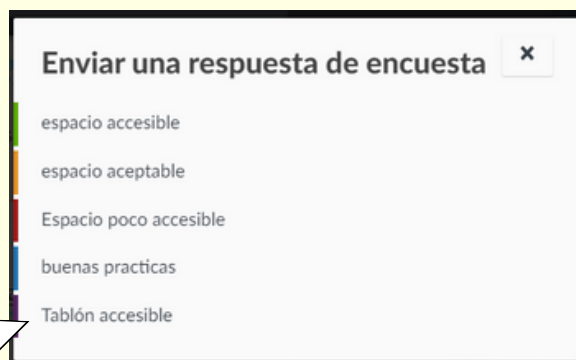 Enviar una respuesta de encuesta ×
espacio accesible
espacio aceptable
Espacio poco accesible
buenas practicas
Tablón accesible